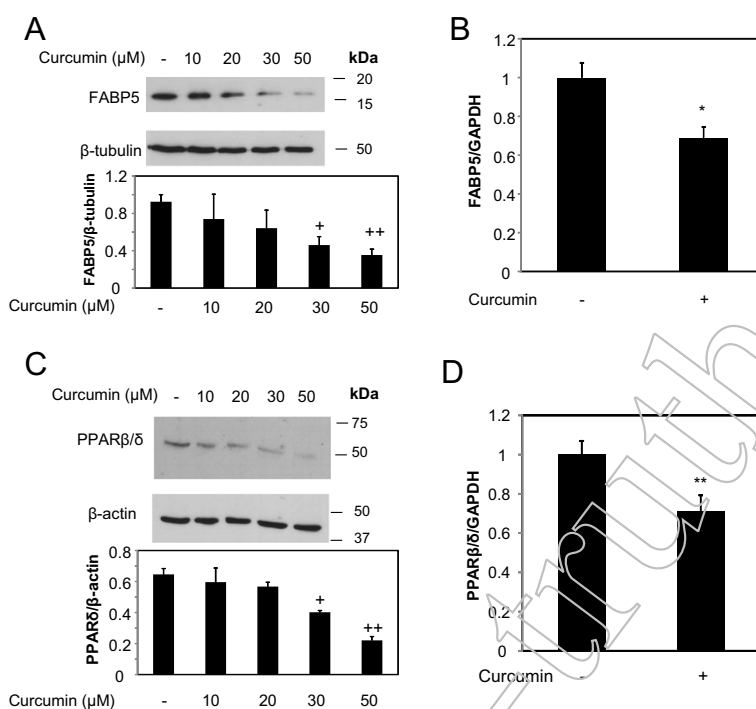 A
Curcumin (µM) - 10 20 30 50 kDa
20
FABP5
15
β-tubulin
50
1.2
0.8
0.4
0
FABP5/β-tubulin
+
++
Curcumin (µM) - 10 20 30 50
B
1.2
1
0.8
0.6
0.4
0.2
0
FABP5/GAPDH
*
Curcumin - +
C
Curcumin (µM) - 10 20 30 50 kDa
75
PPARβ/δ
50
β-actin
50
37
0.8
0.6
0.4
0.2
0
PPARδ/β-actin
+
++
Curcumin (µM) - 10 20 30 50
D
1.2
1
0.8
0.6
0.4
0.2
0
PPARβ/δ/GAPDH
**
Curcumin - +
truth